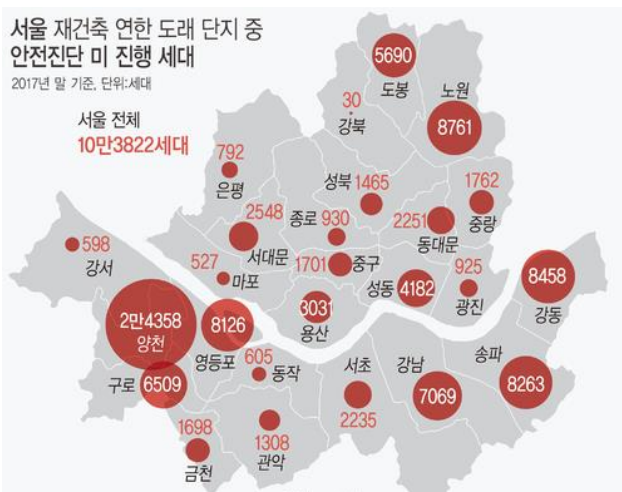 서울 재건축 연한 도래 단지 중
안전진단 미 진행 세대
2017년 말 기준, 단위:세대
서울 전체
10만3822세대
5690
도봉
노원
8761
30
강북
792
은평
성북
1465
1762
중랑
2548
서대문
종로 930
2251
동대문
598
강서
527
마포
1701 중구
성동 4182
925
광진
8458
강동
2만4358
양천
8126
영등포
3031
용산
605
동작
서초
2235
강남
7069
송파
8263
구로 6509
1698
금천
1308
관악